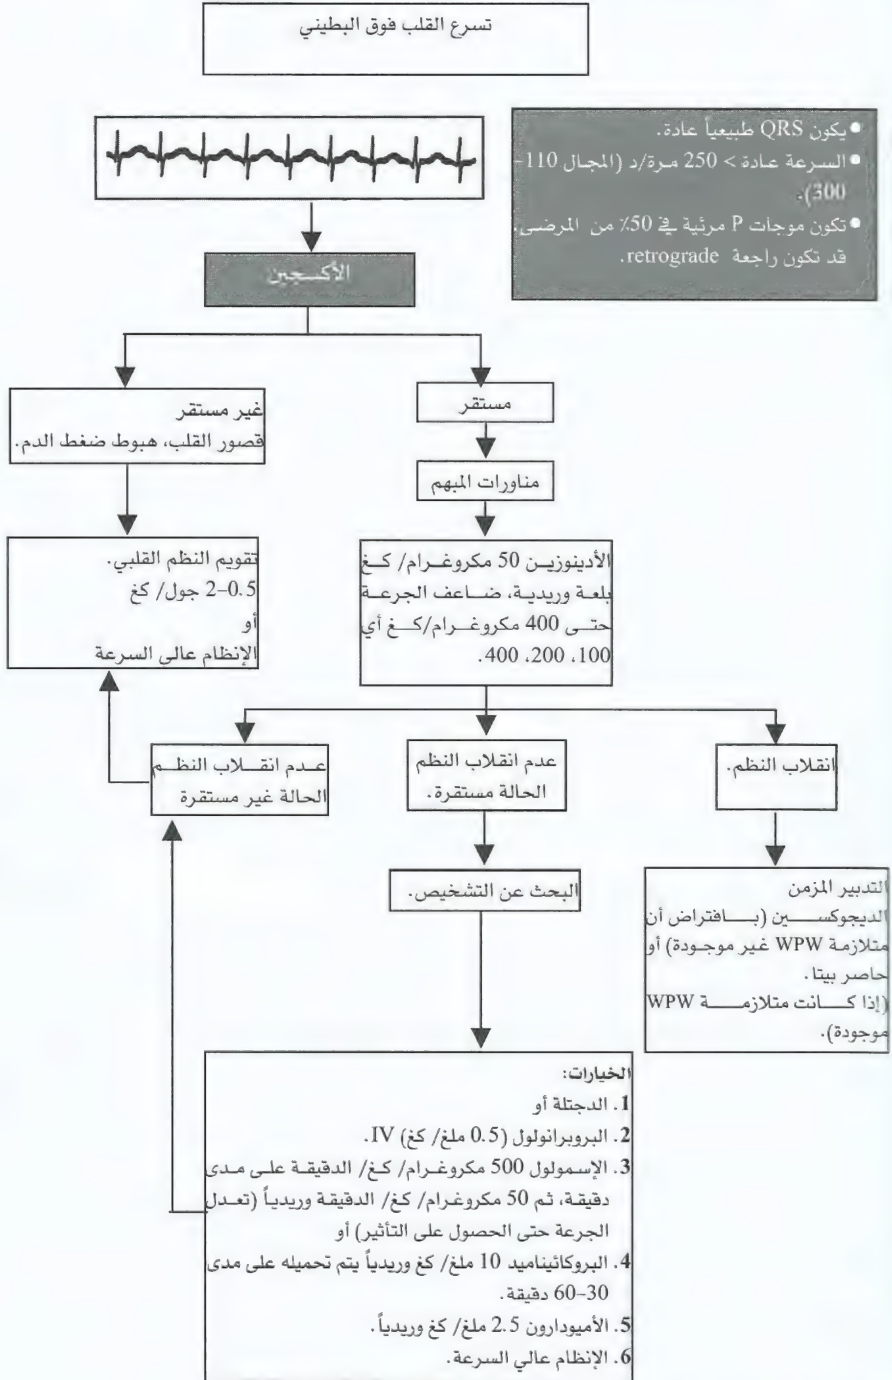 تسرع القلب فوق البطيني
● يكون QRS طبيعياً عادة.
● السرعة عادة > 250 مرة/د (المجال 110-
300).
● تكون موجات P مرئية في 50٪ من المرضى.
قد تكون راجعة retrograde.
الأكسجين
غير مستقر
قصور القلب، هبوط ضغط الدم.
مستقر
مناورات المبهم
تقويم النظم القلبي.
0.5–2 جول/ كغ
أو
الإنظام عالي السرعة
الأدينوزين 50 مكروغرام/ كغ
بلعة وريدية، ضاعف الجرعة
حتى 400 مكروغرام/كغ أي
100، 200، 400.
عدم انقلاب النظم
الحالة غير مستقرة
عدم انقلاب النظم
الحالة مستقرة.
انقلاب النظم.
البحث عن التشخيص.
التدبير المزمن
الديجوكسين (بافتراض أن
متلازمة WPW غير موجودة) أو
حاصر بيتا.
(إذا كانت متلازمة WPW
موجودة).
الخيارات:
1. الدجتلة أو
2. البروبرانولول (0.5 ملغ/ كغ) IV.
3. الإسمولول 500 مكروغرام/ كغ/ الدقيقة على مدى
دقيقة، ثم 50 مكروغرام/ كغ/ الدقيقة وريدياً (تعدل
الجرعة حتى الحصول على التأثير) أو
4. البروكائيناميد 10 ملغ/ كغ وريدياً يتم تحميله على مدى
30–60 دقيقة.
5. الأميودارون 2.5 ملغ/ كغ وريدياً.
6. الإنظام عالي السرعة.